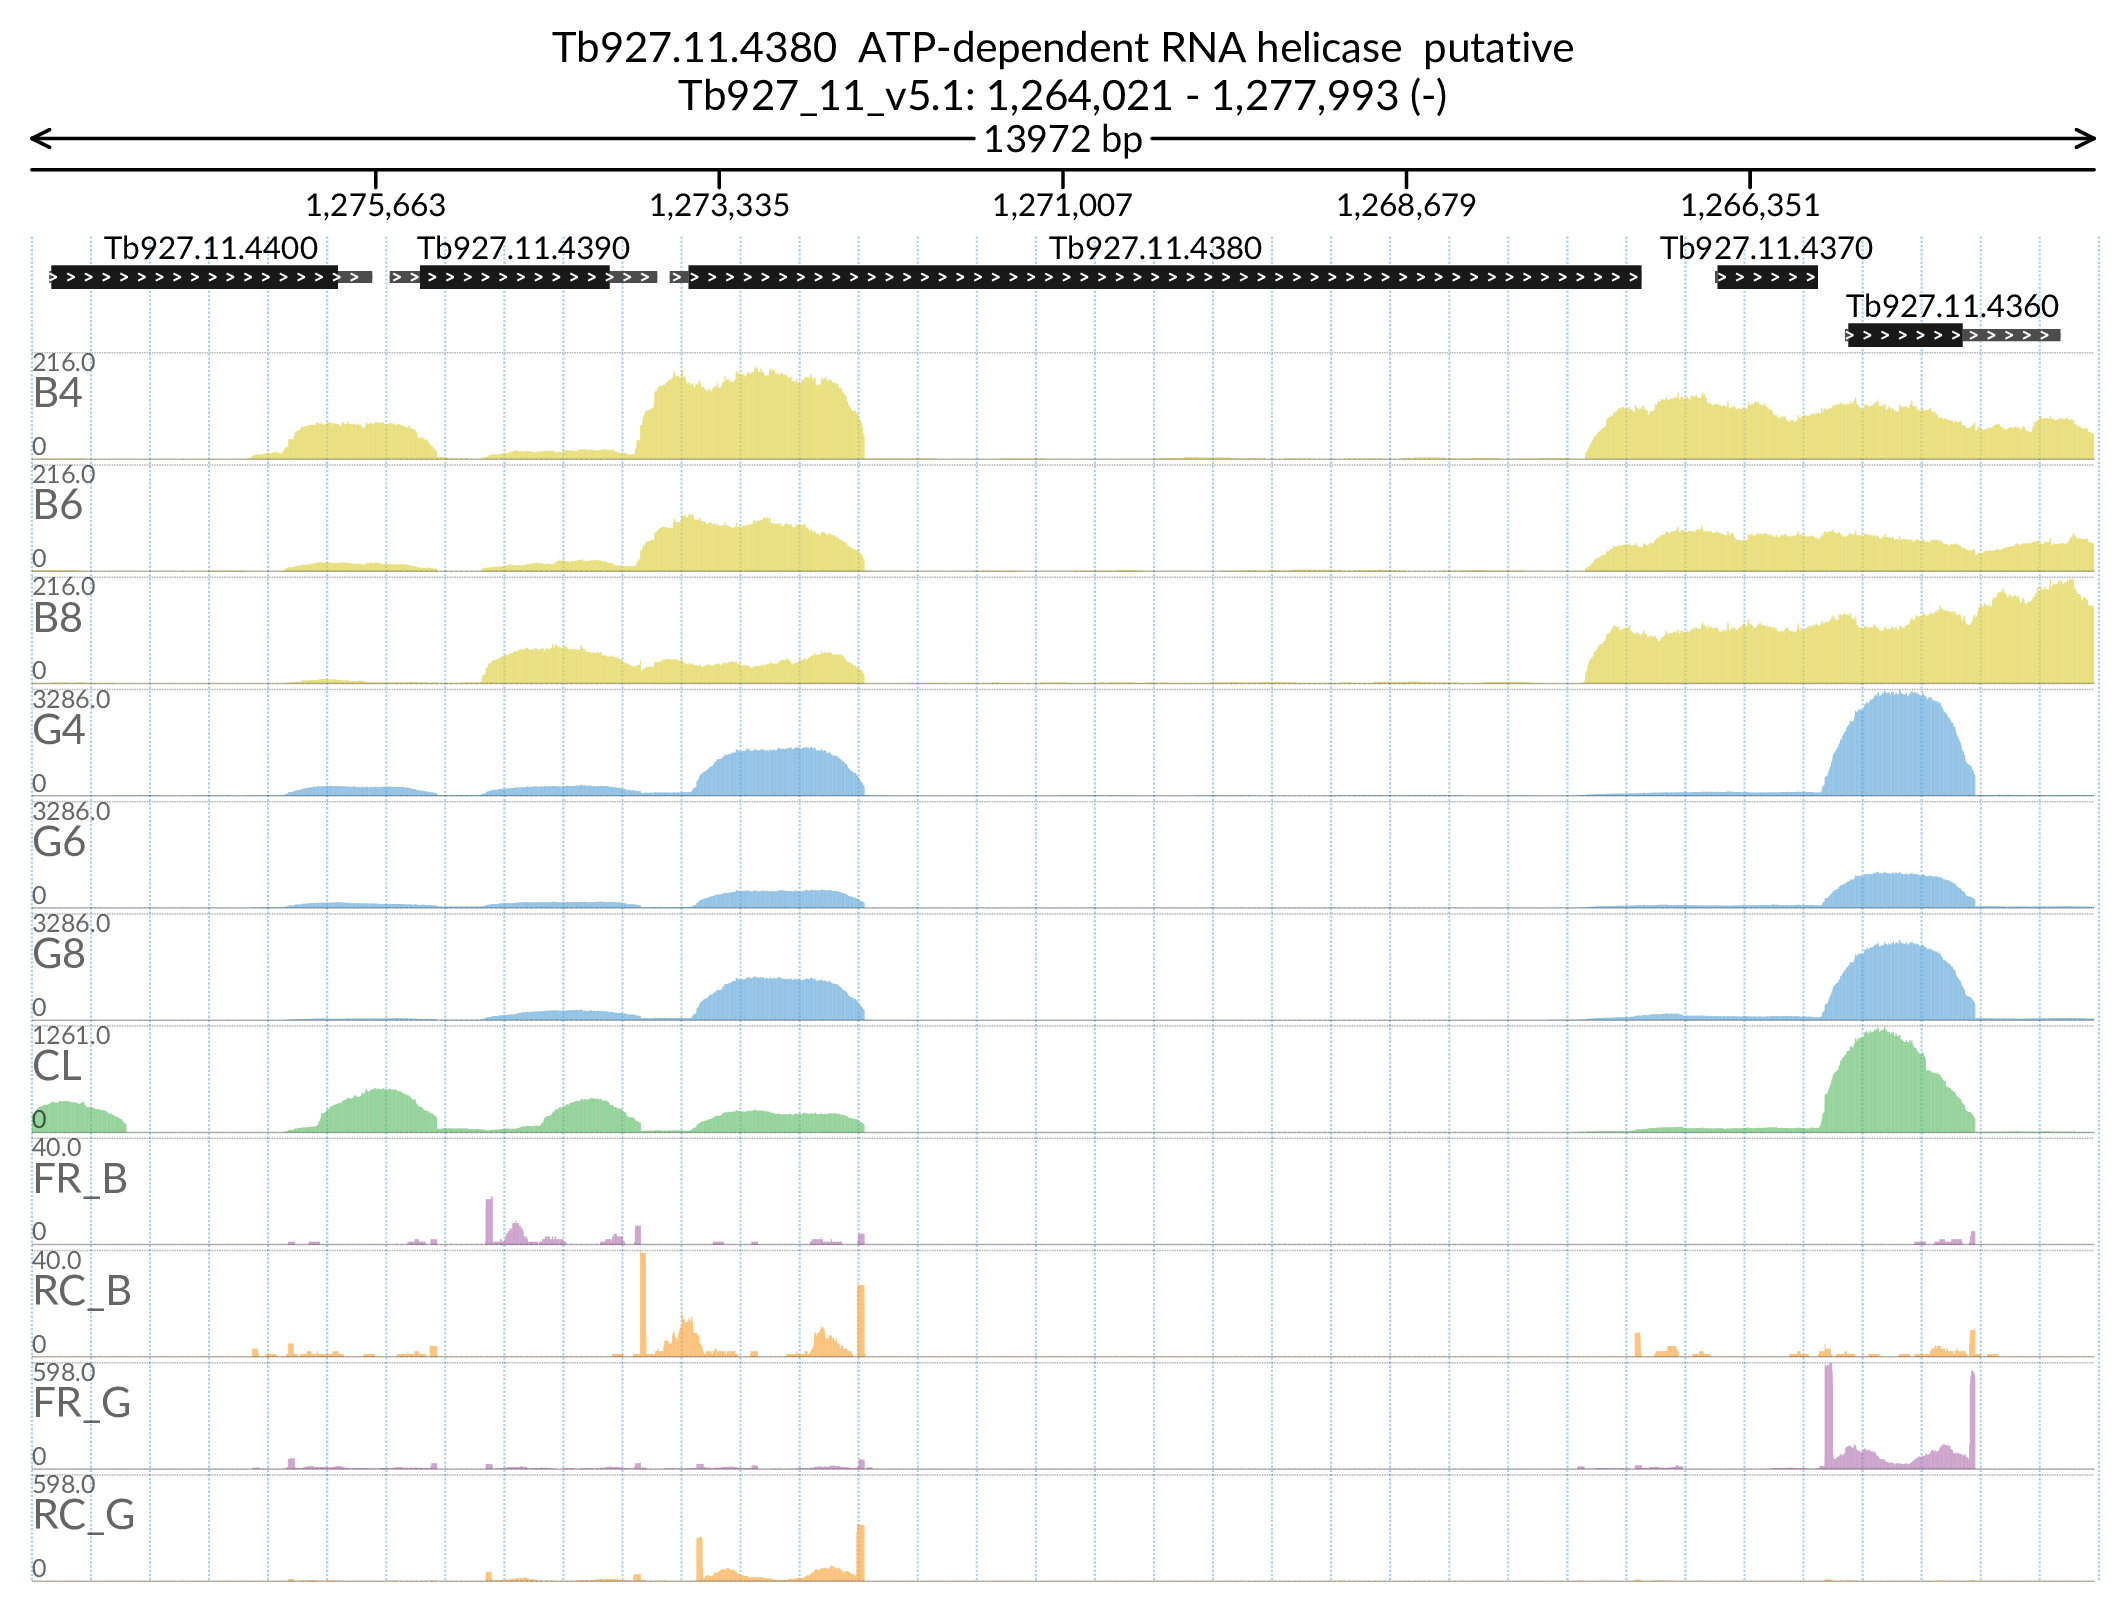 Tb927.11.4380  ATP-dependent RNA helicase  putative
Tb927_11_v5.1: 1,264,021 - 1,277,993 (-)
13972 bp
1,275,663 1,273,335 1,271,007 1,268,679 1,266,351
Tb927.11.4400 Tb927.11.4390 Tb927.11.4380 Tb927.11.4370
Tb927.11.4360
216.0
B4
0
216.0
B6
0
216.0
B8
0
3286.0
G4
0
3286.0
G6
0
3286.0
G8
0
1261.0
CL
0
40.0
FR_B
0
40.0
RC_B
0
598.0
FR_G
0
598.0
RC_G
0